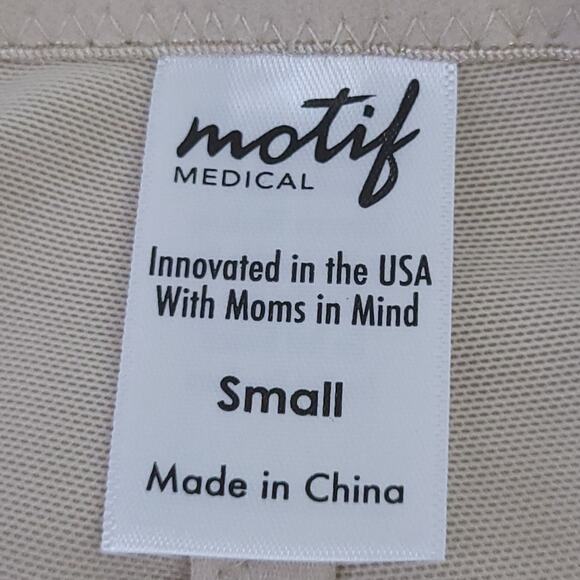 motif
MEDICAL
Innovated in the USA
With Moms in Mind
Small
Made in China